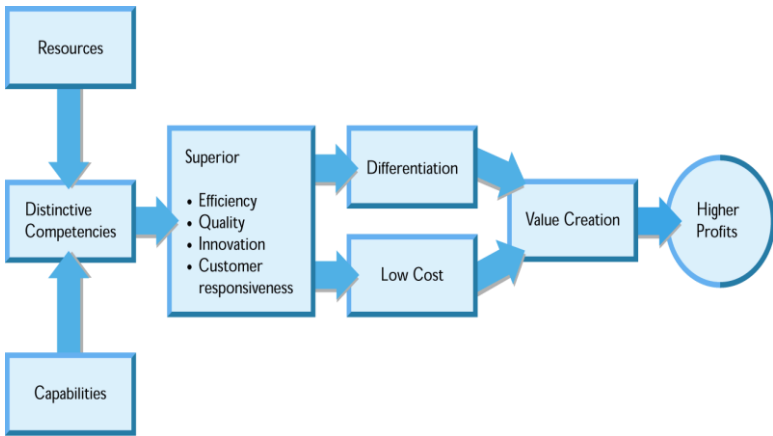 Resources
Distinctive
Competencies
Capabilities
Superior
• Efficiency
• Quality
• Innovation
• Customer
responsiveness
Differentiation
Low Cost
Value Creation
Higher
Profits